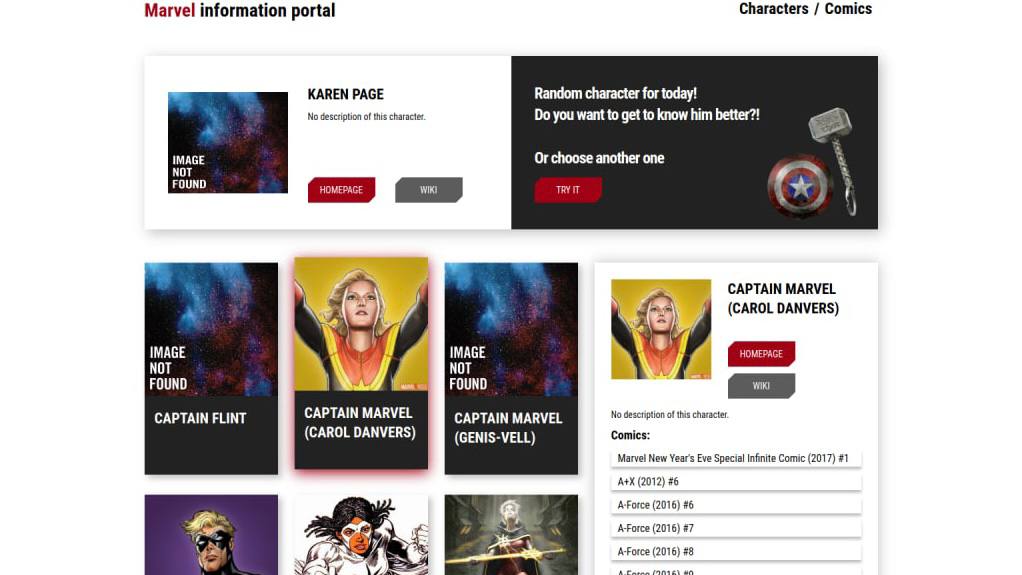 Marvel information portal
Characters / Comics
KAREN PAGE
No description of this character.
IMAGE
NOT
FOUND
HOMEPAGE
WIKI
Random character for today!
Do you want to get to know him better?!
Or choose another one
TRY IT
IMAGE
NOT
FOUND
CAPTAIN FLINT
CAPTAIN MARVEL
(CAROL DANVERS)
IMAGE
NOT
FOUND
CAPTAIN MARVEL
(GENIS-VELL)
CAPTAIN MARVEL
(CAROL DANVERS)
HOMEPAGE
WIKI
No description of this character.
Comics:
Marvel New Year's Eve Special Infinite Comic (2017) #1
A+X (2012) #6
A-Force (2016) #6
A-Force (2016) #7
A-Force (2016) #8
A-Force (2016) #9